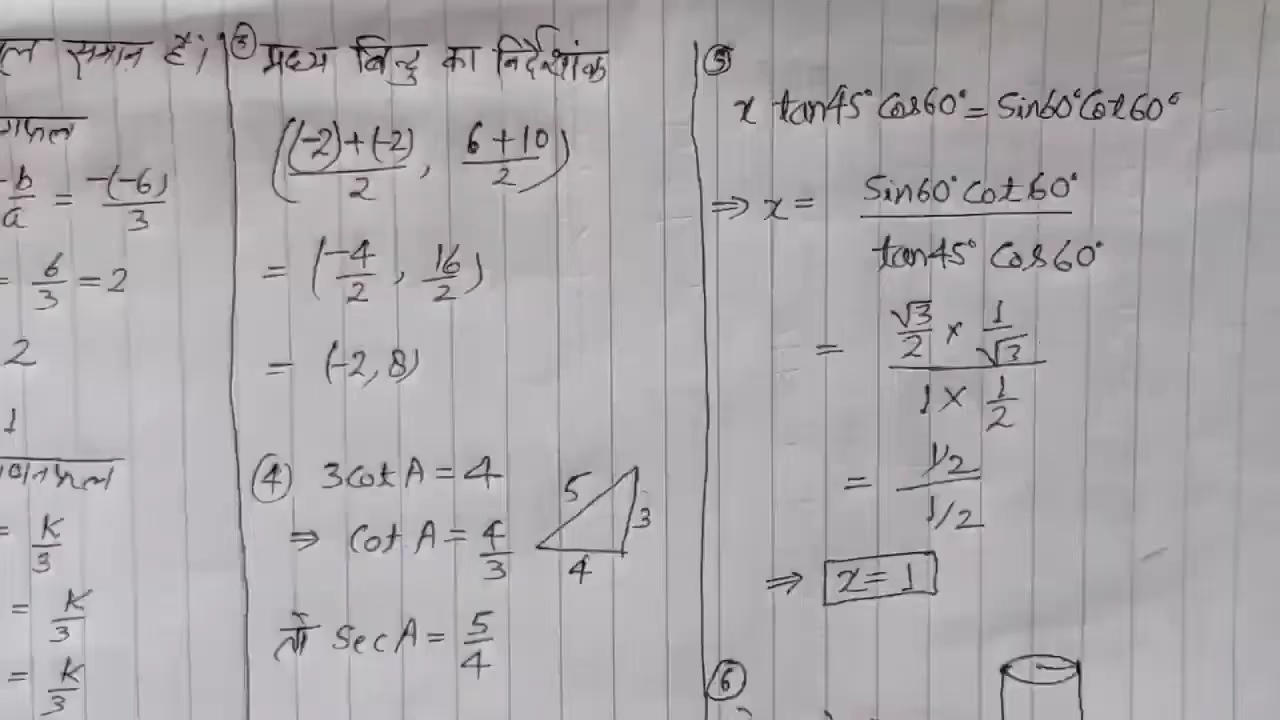 समान हैं।
-b/a = -(-6)/3
= 6/3 = 2
2
1
= K/3
= K/3
= K/3
③ मध्य बिन्दु का निर्देशांक
((-2)+(-2)/2, 6+10/2)
= (-4/2, 16/2)
= (-2, 8)
④ 3cot A = 4
⇒ cot A = 4/3
5
3
4
तो sec A = 5/4
⑤
x tan45° cos60° = sin60° cot60°
⇒ x = sin60° cot60° / tan45° cos60°
= √3/2 × 1/√3 / 1 × 1/2
= 1/2 / 1/2
⇒ x = 1
⑥